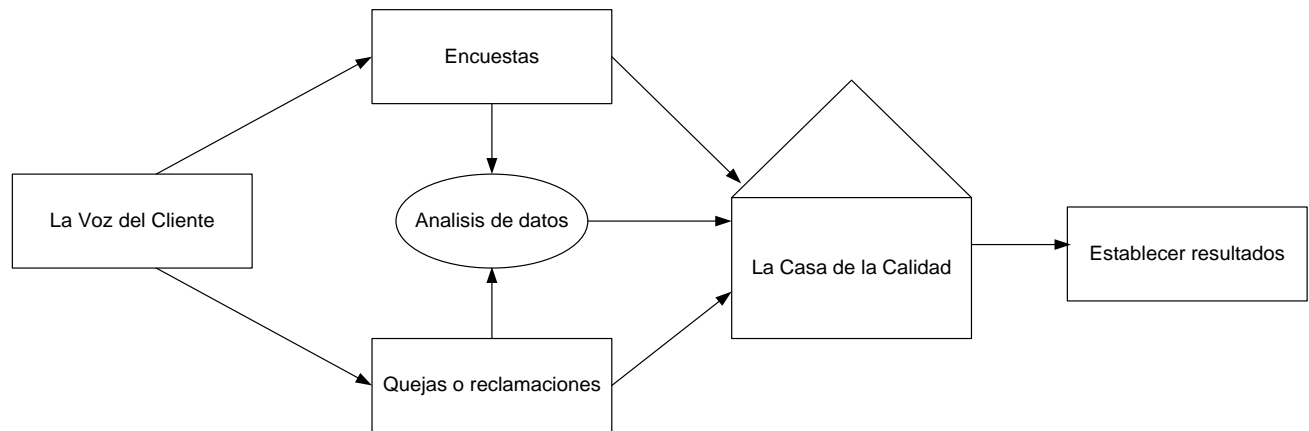 Encuestas
La Voz del Cliente
Analisis de datos
La Casa de la Calidad
Establecer resultados
Quejas o reclamaciones